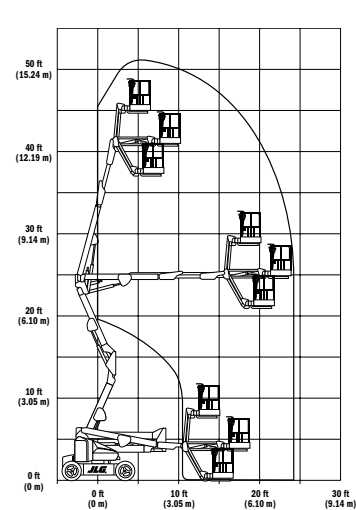 50 ft
(15.24 m)
40 ft
(12.19 m)
30 ft
(9.14 m)
20 ft
(6.10 m)
10 ft
(3.05 m)
0 ft
(0 m)
JLG
0 ft 10 ft 20 ft 30 ft
(0 m) (3.05 m) (6.10 m) (9.14 m)